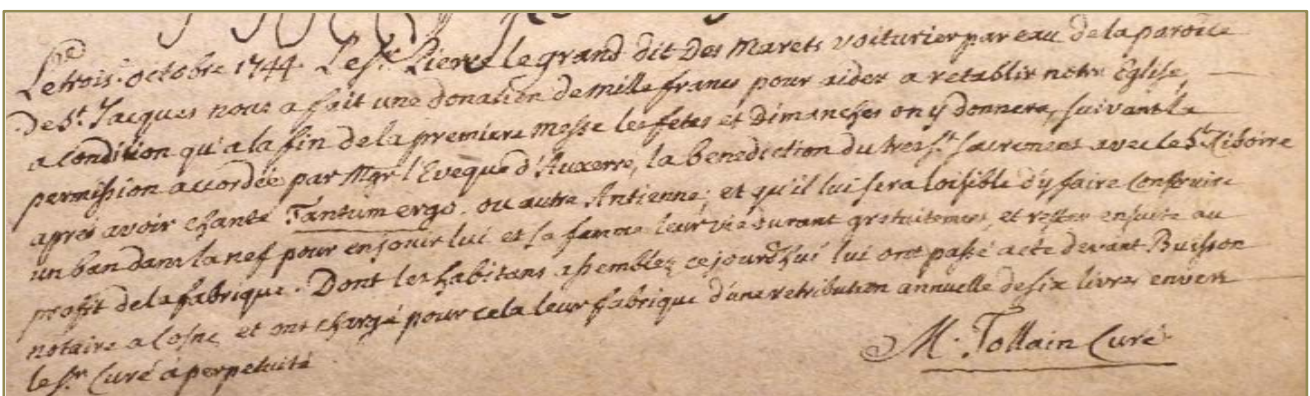 Le trois. octobre 1744. Le Sr. Pierre le grand dit Des Marets voiturier par eau de la paroice
De St. Jacques nous a fait une donation de mille francs pour aider a retablir notre Eglise,
a condition qu'a la fin de la premiere Messe les fetes et dimanches on y donnera, suivant la
permission accordée par Mgr l'Eveque d'Auxerre, la benediction du tres St. Sacrement avec le St Ciboire
apres avoir chanté Tantum ergo. ou autre Antienne; et qu'il lui sera loisible d'y faire construire
un ban dans la nef pour en jouir lui et sa famme leur vie durant gratuitement, et rester ensuite au
profit de la fabrique. Dont les habitans assemblez ce jourd'hui lui ont passé acte devant Buisson
notaire a Cosne et ont chargé pour cela leur fabrique d'une retribution annuelle de six livres envers
le Sr. Curé à perpetuité
M. Tollain Curé